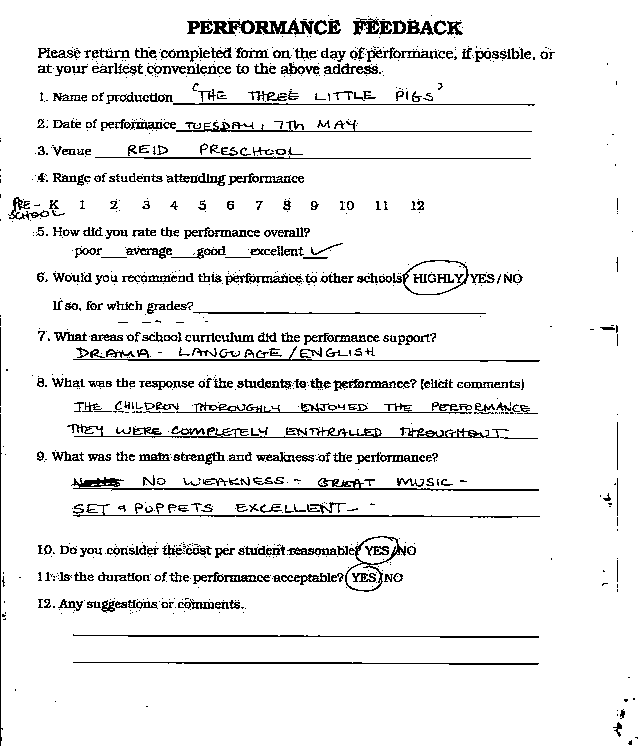 PERFORMANCE FEEDBACK
Please return the completed form on the day of performance, if possible, or
at your earliest convenience to the above address.
1. Name of production 'THE THREE LITTLE PIGS'
2. Date of performance TUESDAY, 7TH MAY
3. Venue REID PRESCHOOL
4. Range of students attending performance
PRE-SCHOOL K 1 2 3 4 5 6 7 8 9 10 11 12
5. How did you rate the performance overall?
poor average good excellent ✓
6. Would you recommend this performance to other schools? HIGHLY/YES/NO
If so, for which grades?
7. What areas of school curriculum did the performance support?
DRAMA - LANGUAGE/ENGLISH
8. What was the response of the students to the performance? (elicit comments)
THE CHILDREN THOROUGHLY ENJOYED THE PERFORMANCE
THEY WERE COMPLETELY ENTHRALLED THROUGHOUT
9. What was the main strength and weakness of the performance?
NO WEAKNESS - GREAT MUSIC -
SET & PUPPETS EXCELLENT -
10. Do you consider the cost per student reasonable? YES/NO
11. Is the duration of the performance acceptable? YES/NO
12. Any suggestions or comments.